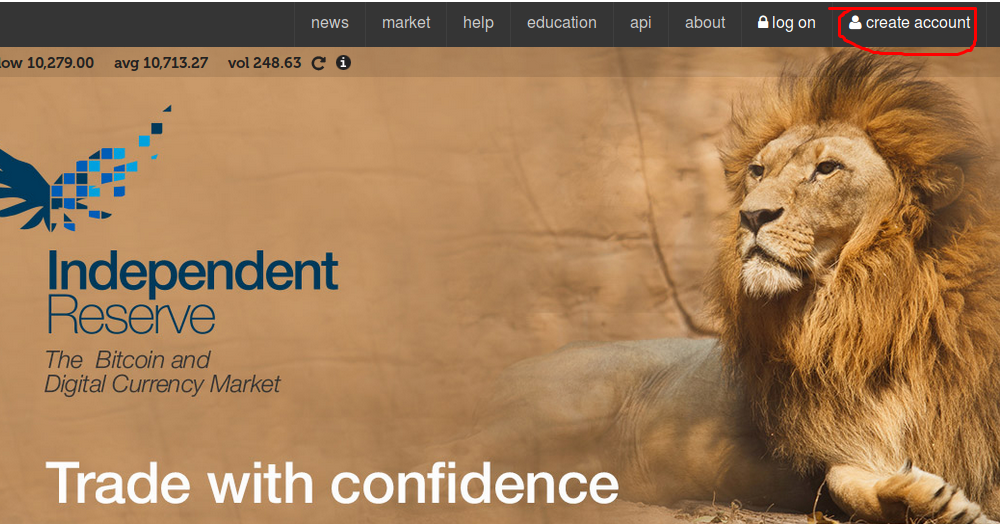 news market help education api about log on create account
low 10,279.00 avg 10,713.27 vol 248.63
Independent
Reserve
The Bitcoin and
Digital Currency Market
Trade with confidence